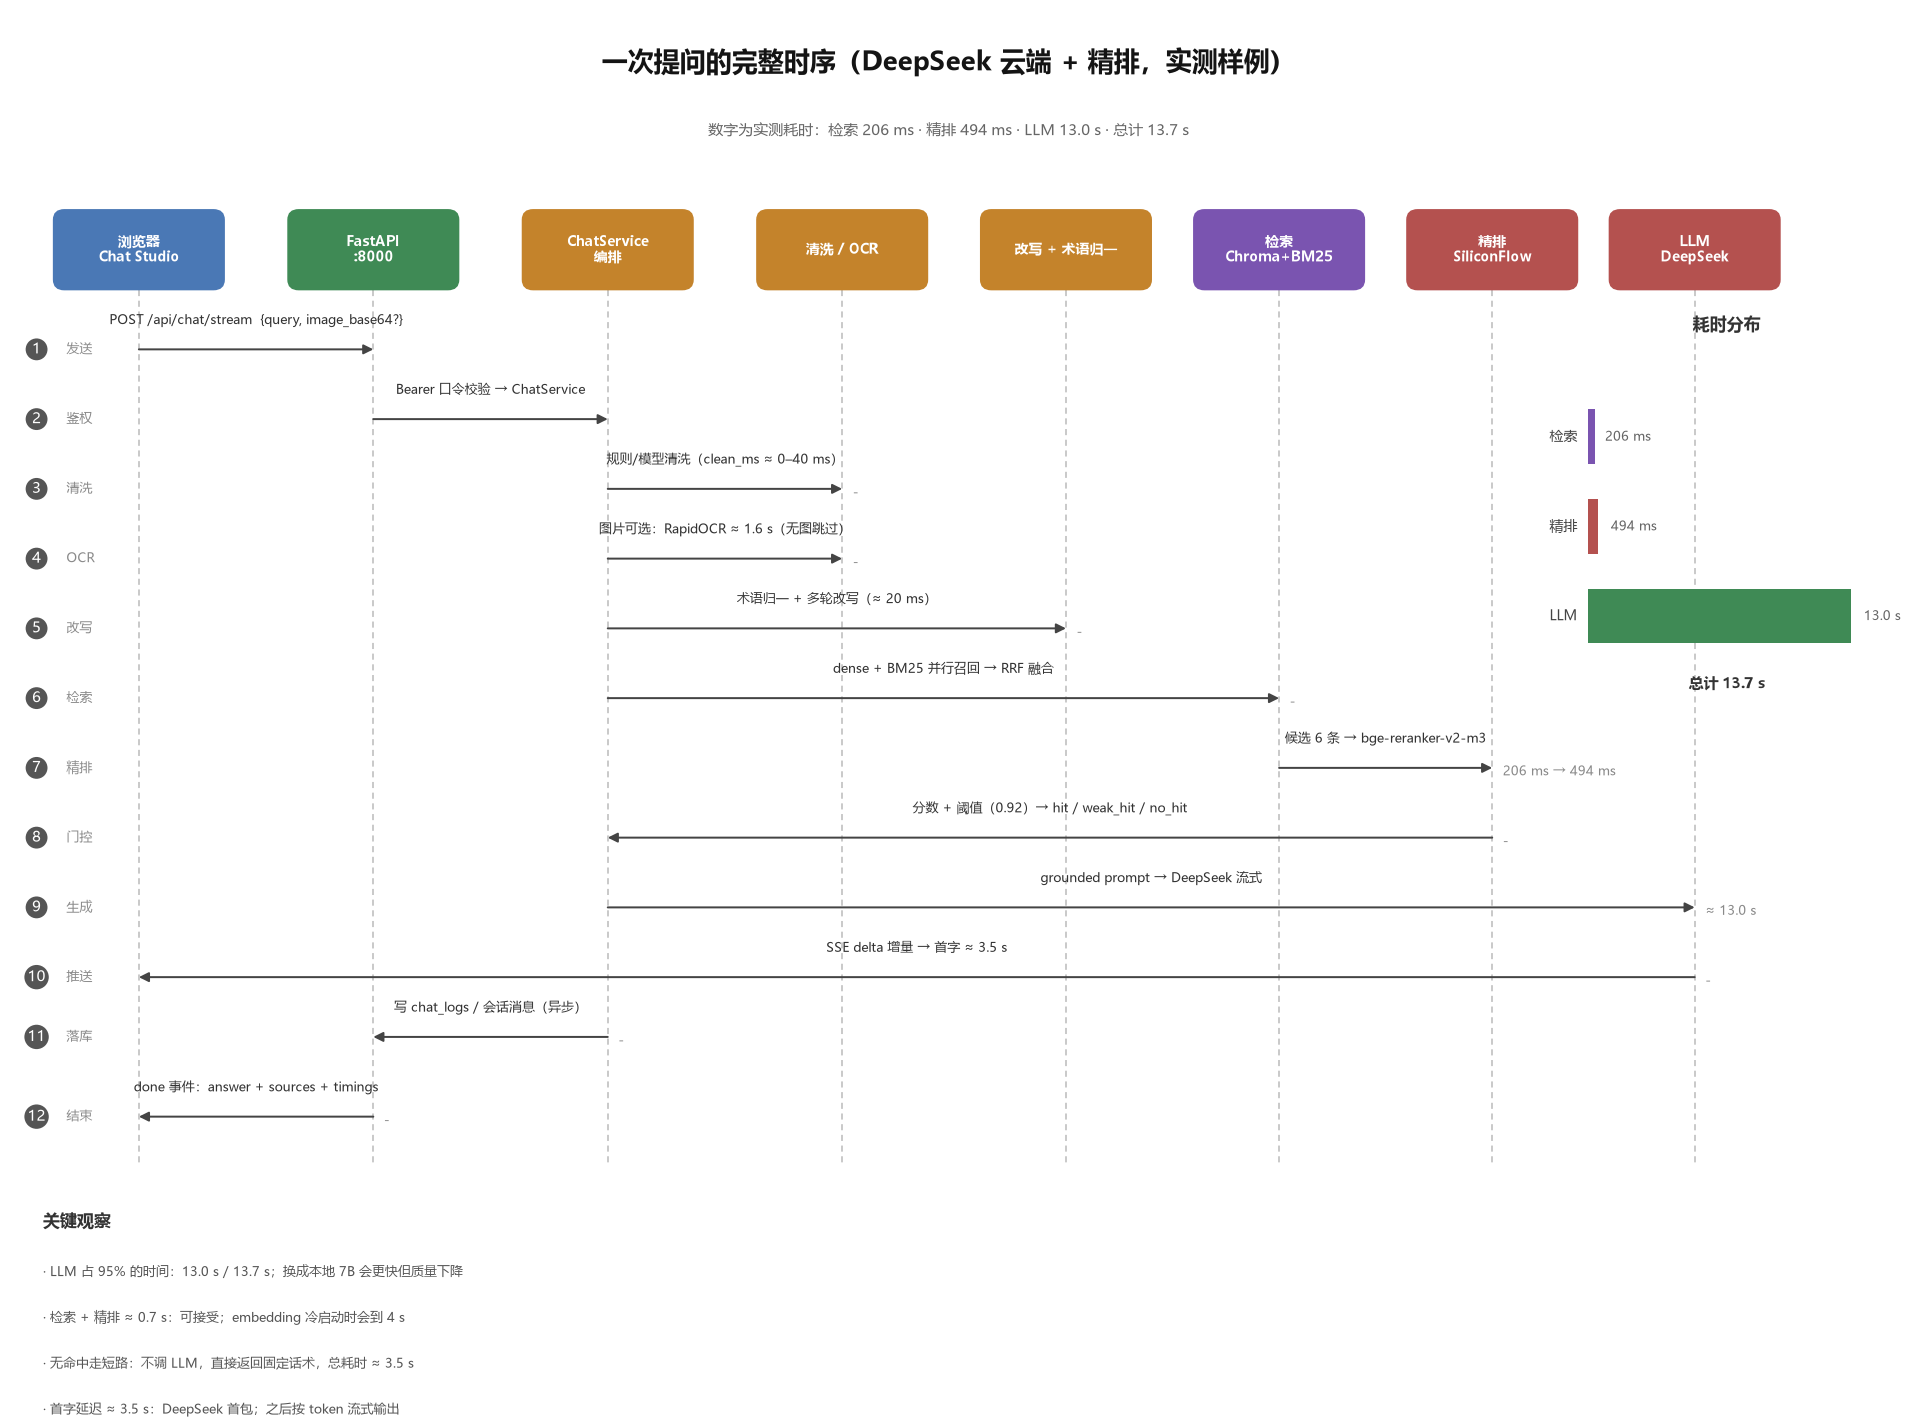 一次提问的完整时序（DeepSeek 云端 + 精排，实测样例）
数字为实测耗时：检索 206 ms · 精排 494 ms · LLM 13.0 s · 总计 13.7 s
浏览器
Chat Studio
FastAPI
:8000
ChatService
编排
清洗 / OCR
改写 + 术语归一
检索
Chroma+BM25
精排
SiliconFlow
LLM
DeepSeek
POST /api/chat/stream {query, image_base64?}
1 发送
Bearer 口令校验 → ChatService
2 鉴权
规则/模型清洗（clean_ms ≈ 0–40 ms）
3 清洗 -
图片可选：RapidOCR ≈ 1.6 s（无图跳过）
4 OCR -
术语归一 + 多轮改写（≈ 20 ms）
5 改写 -
dense + BM25 并行召回 → RRF 融合
6 检索 -
候选 6 条 → bge-reranker-v2-m3
7 精排 206 ms → 494 ms
分数 + 阈值（0.92）→ hit / weak_hit / no_hit
8 门控 -
grounded prompt → DeepSeek 流式
9 生成 ≈ 13.0 s
SSE delta 增量 → 首字 ≈ 3.5 s
10 推送 -
写 chat_logs / 会话消息（异步）
11 落库 -
done 事件：answer + sources + timings
12 结束 -
耗时分布
检索 206 ms
精排 494 ms
LLM 13.0 s
总计 13.7 s
关键观察
· LLM 占 95% 的时间：13.0 s / 13.7 s；换成本地 7B 会更快但质量下降
· 检索 + 精排 ≈ 0.7 s：可接受；embedding 冷启动时会到 4 s
· 无命中走短路：不调 LLM，直接返回固定话术，总耗时 ≈ 3.5 s
· 首字延迟 ≈ 3.5 s：DeepSeek 首包；之后按 token 流式输出